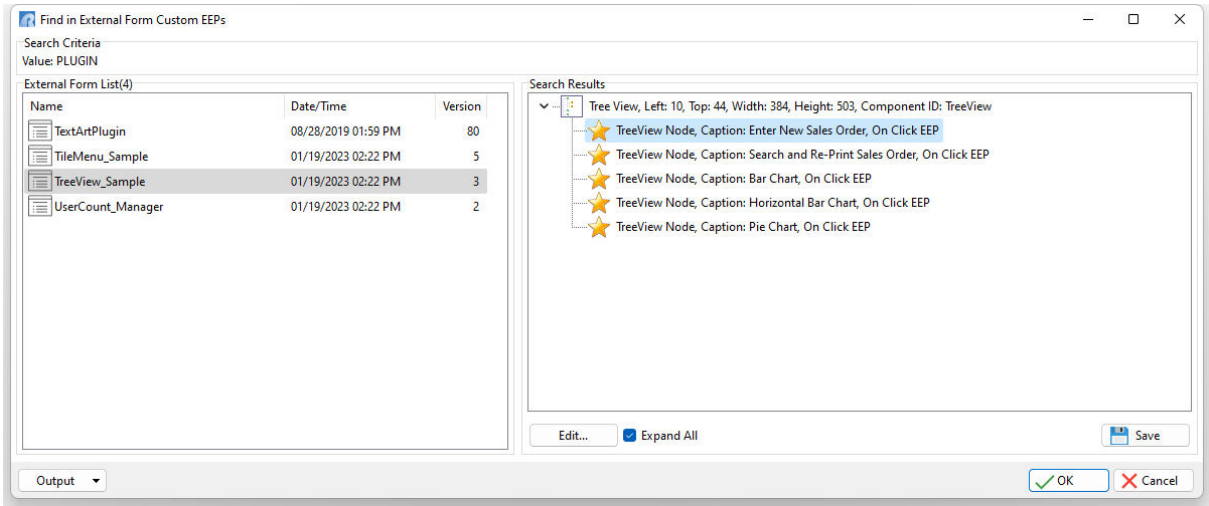 Find in External Form Custom EEPs
Search Criteria
Value: PLUGIN
External Form List(4)
Name Date/Time Version
TextArtPlugin 08/28/2019 01:59 PM 80
TileMenu_Sample 01/19/2023 02:22 PM 5
TreeView_Sample 01/19/2023 02:22 PM 3
UserCount_Manager 01/19/2023 02:22 PM 2
Search Results
Tree View, Left: 10, Top: 44, Width: 384, Height: 503, Component ID: TreeView
TreeView Node, Caption: Enter New Sales Order, On Click EEP
TreeView Node, Caption: Search and Re-Print Sales Order, On Click EEP
TreeView Node, Caption: Bar Chart, On Click EEP
TreeView Node, Caption: Horizontal Bar Chart, On Click EEP
TreeView Node, Caption: Pie Chart, On Click EEP
Edit... Expand All Save
Output OK Cancel